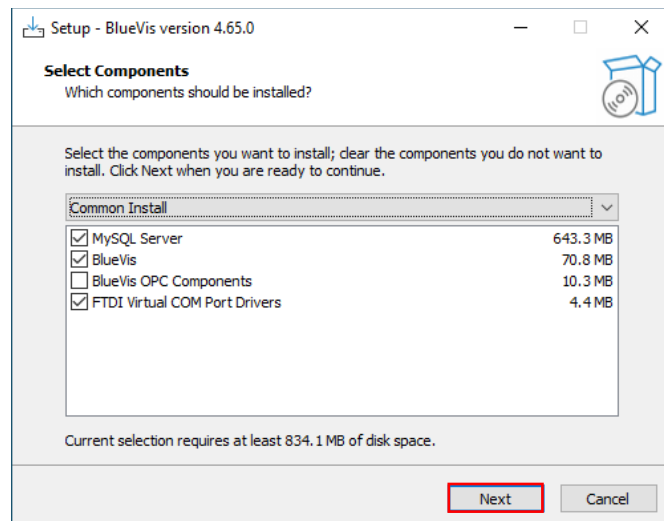 Setup - BlueVis version 4.65.0
Select Components
Which components should be installed?
Select the components you want to install; clear the components you do not want to
install. Click Next when you are ready to continue.
Common Install
MySQL Server 643.3 MB
BlueVis 70.8 MB
BlueVis OPC Components 10.3 MB
FTDI Virtual COM Port Drivers 4.4 MB
Current selection requires at least 834.1 MB of disk space.
Next Cancel